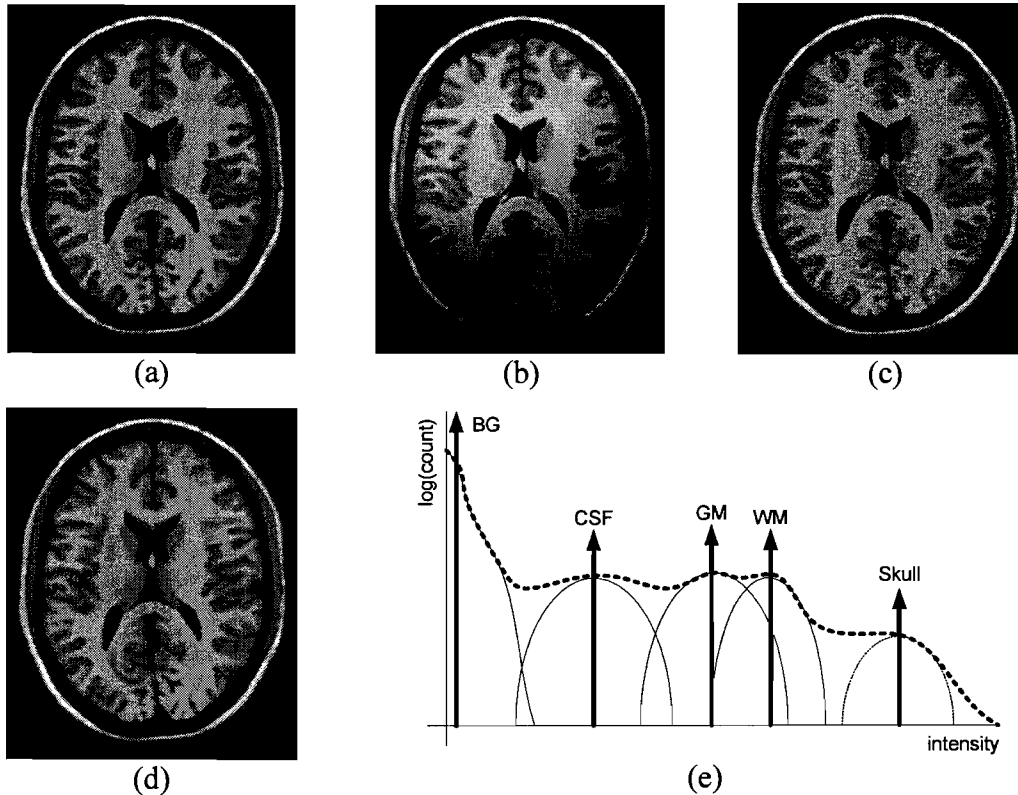 (a)
(b)
(c)
log(count)
BG
CSF
GM
WM
Skull
intensity
(d)
(e)